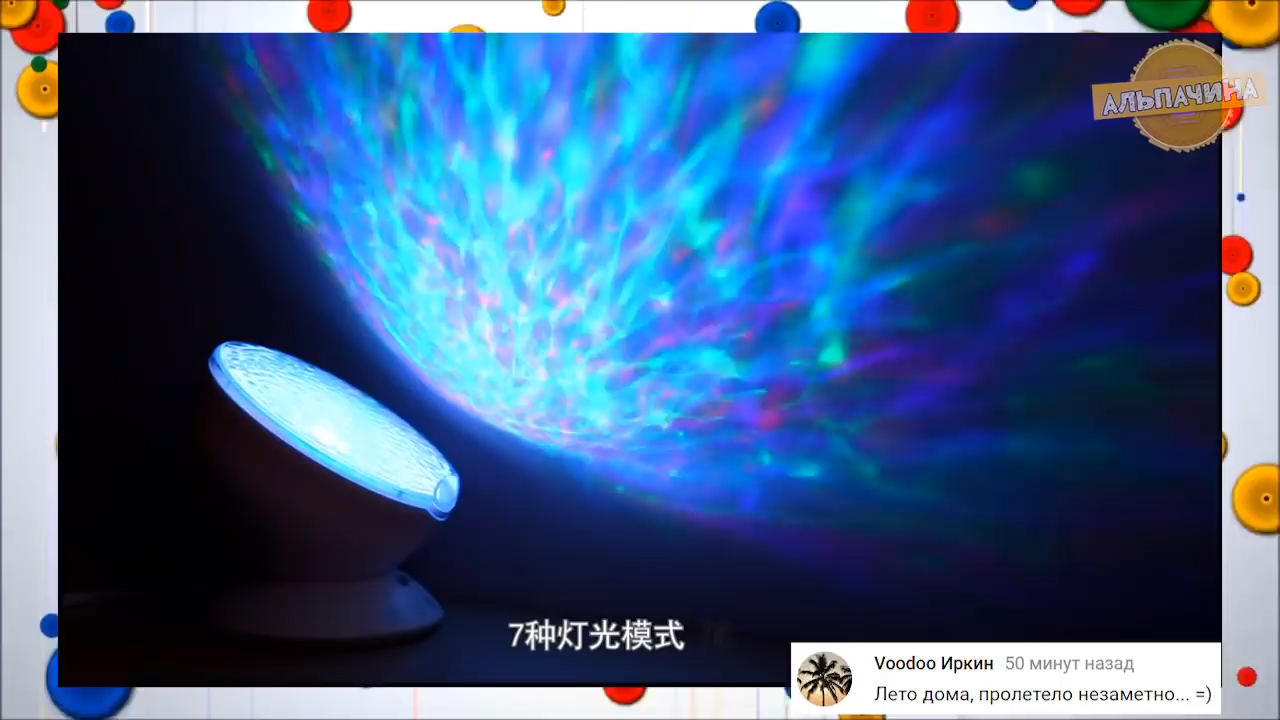 АЛЬПАЧИНА
7种灯光模式
Voodoo Иркин 50 минут назад
Лето дома, пролетело незаметно... =)